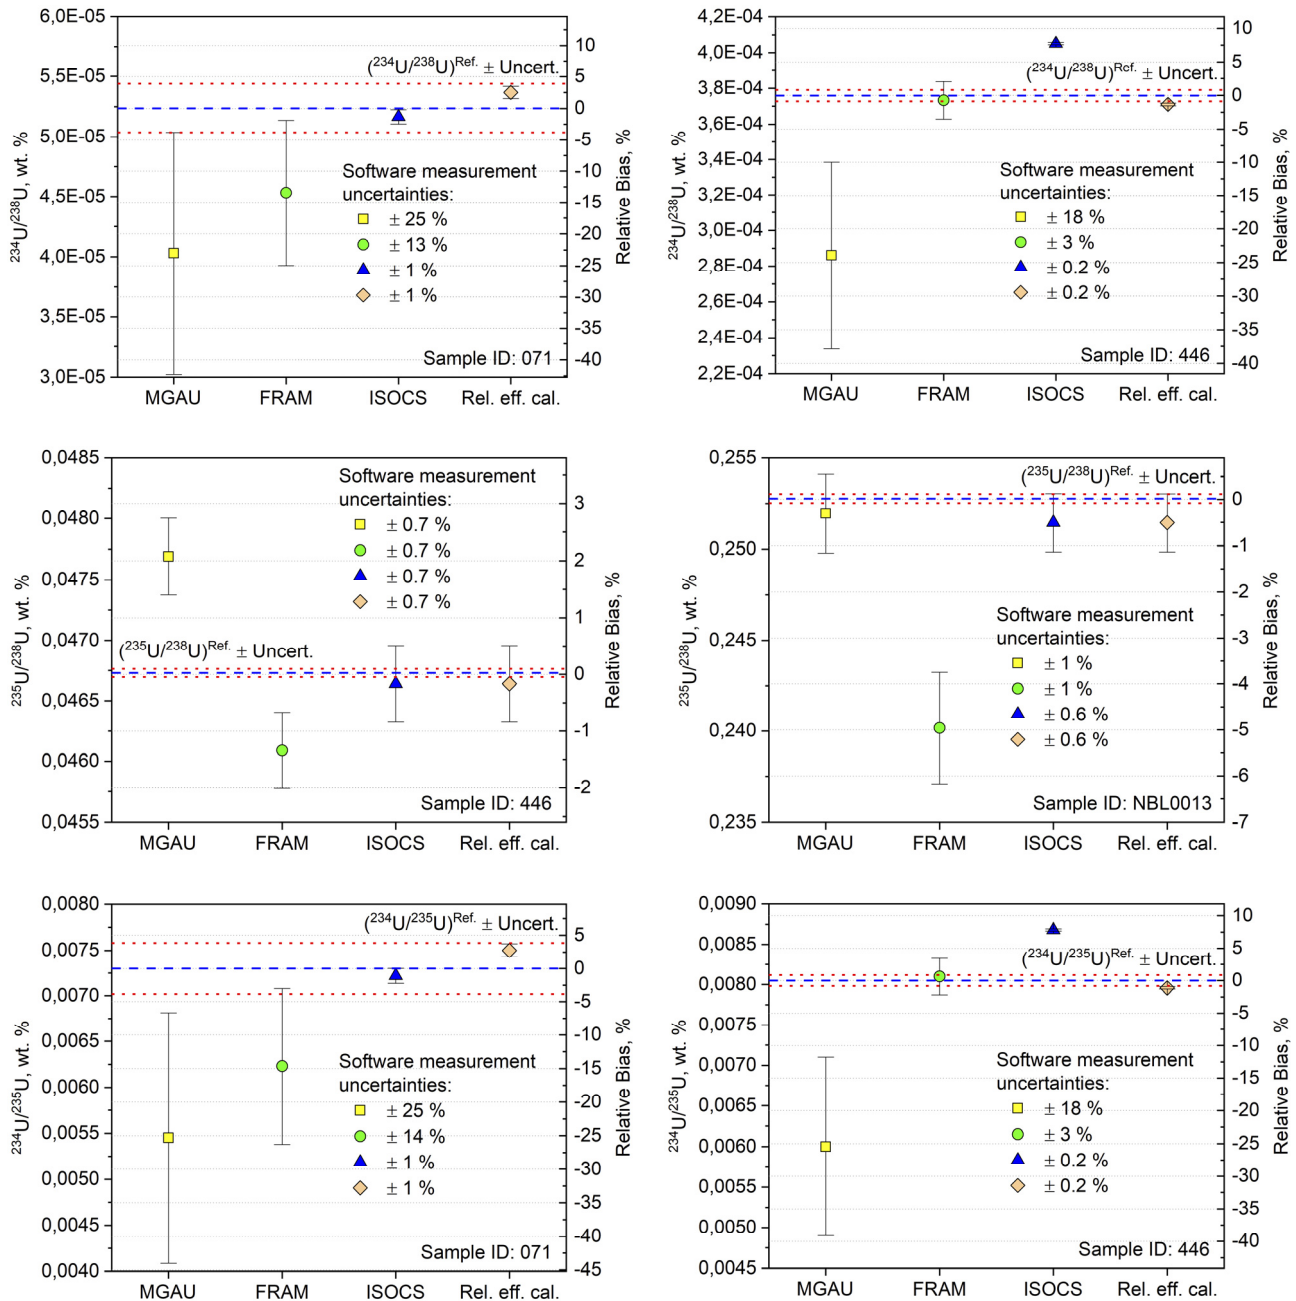 6,0E-05
5,5E-05
5,0E-05
4,5E-05
4,0E-05
3,5E-05
3,0E-05
²³⁴U/²³⁸U, wt. %
(²³⁴U/²³⁸U)ᴿᵉᶠ· ± Uncert.
Software measurement
uncertainties:
± 25 %
± 13 %
± 1 %
± 1 %
Sample ID: 071
10
5
0
-5
-10
-15
-20
-25
-30
-35
-40
Relative Bias, %
MGAU FRAM ISOCS Rel. eff. cal.
4,2E-04
4,0E-04
3,8E-04
3,6E-04
3,4E-04
3,2E-04
3,0E-04
2,8E-04
2,6E-04
2,4E-04
2,2E-04
²³⁴U/²³⁸U, wt. %
(²³⁴U/²³⁸U)ᴿᵉᶠ· ± Uncert.
Software measurement
uncertainties:
± 18 %
± 3 %
± 0.2 %
± 0.2 %
Sample ID: 446
10
5
0
-5
-10
-15
-20
-25
-30
-35
-40
Relative Bias, %
MGAU FRAM ISOCS Rel. eff. cal.
0,0485
0,0480
0,0475
0,0470
0,0465
0,0460
0,0455
²³⁵U/²³⁸U, wt. %
Software measurement
uncertainties:
± 0.7 %
± 0.7 %
± 0.7 %
± 0.7 %
(²³⁵U/²³⁸U)ᴿᵉᶠ· ± Uncert.
Sample ID: 446
3
2
1
0
-1
-2
Relative Bias, %
MGAU FRAM ISOCS Rel. eff. cal.
0,255
0,250
0,245
0,240
0,235
²³⁵U/²³⁸U, wt. %
(²³⁵U/²³⁸U)ᴿᵉᶠ· ± Uncert.
Software measurement
uncertainties:
± 1 %
± 1 %
± 0.6 %
± 0.6 %
Sample ID: NBL0013
0
-1
-2
-3
-4
-5
-6
-7
Relative Bias, %
MGAU FRAM ISOCS Rel. eff. cal.
0,0080
0,0075
0,0070
0,0065
0,0060
0,0055
0,0050
0,0045
0,0040
²³⁴U/²³⁵U, wt. %
(²³⁴U/²³⁵U)ᴿᵉᶠ· ± Uncert.
Software measurement
uncertainties:
± 25 %
± 14 %
± 1 %
± 1 %
Sample ID: 071
5
0
-5
-10
-15
-20
-25
-30
-35
-40
-45
Relative Bias, %
MGAU FRAM ISOCS Rel. eff. cal.
0,0090
0,0085
0,0080
0,0075
0,0070
0,0065
0,0060
0,0055
0,0050
0,0045
²³⁴U/²³⁵U, wt. %
(²³⁴U/²³⁵U)ᴿᵉᶠ· ± Uncert.
Software measurement
uncertainties:
± 18 %
± 3 %
± 0.2 %
± 0.2 %
Sample ID: 446
10
5
0
-5
-10
-15
-20
-25
-30
-35
-40
Relative Bias, %
MGAU FRAM ISOCS Rel. eff. cal.